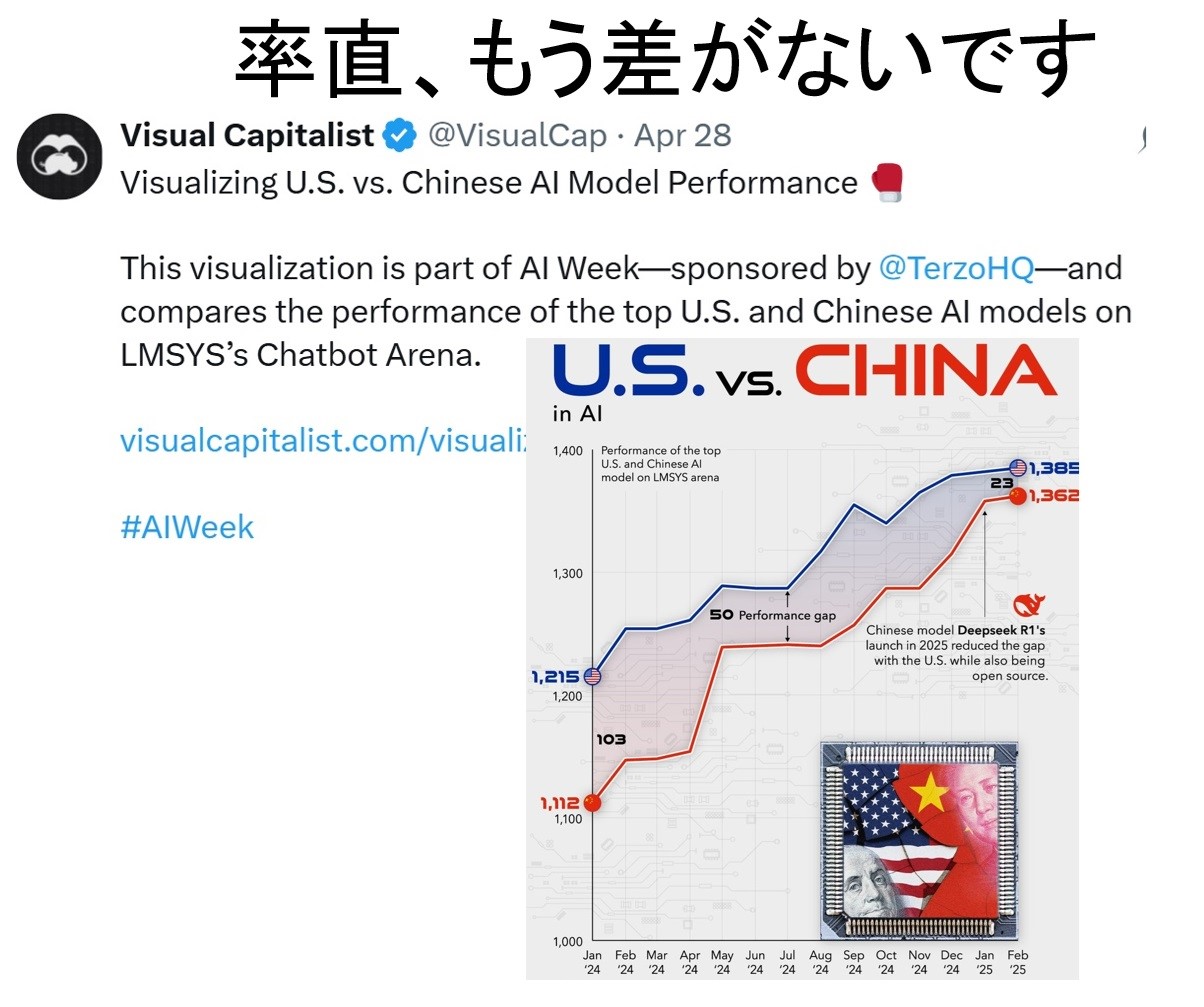 率直、もう差がないです
Visual Capitalist @VisualCap · Apr 28
Visualizing U.S. vs. Chinese AI Model Performance 🥊
This visualization is part of AI Week—sponsored by @TerzoHQ—and
compares the performance of the top U.S. and Chinese AI models on
LMSYS’s Chatbot Arena.
visualcapitalist.com/visuali
#AIWeek
U.S. vs. CHINA
in AI
Performance of the top
U.S. and Chinese AI
model on LMSYS arena
1,400
1,300
1,200
1,100
1,000
1,215
1,112
103
50 Performance gap
23
1,385
1,362
Chinese model Deepseek R1's
launch in 2025 reduced the gap
with the U.S. while also being
open source.
Jan '24
Feb '24
Mar '24
Apr '24
May '24
Jun '24
Jul '24
Aug '24
Sep '24
Oct '24
Nov '24
Dec '24
Jan '25
Feb '25